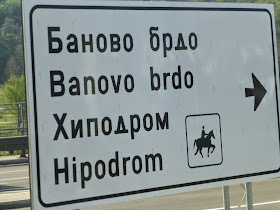 Баново брдо
Banovo brdo
Хиподром
Hipodrom